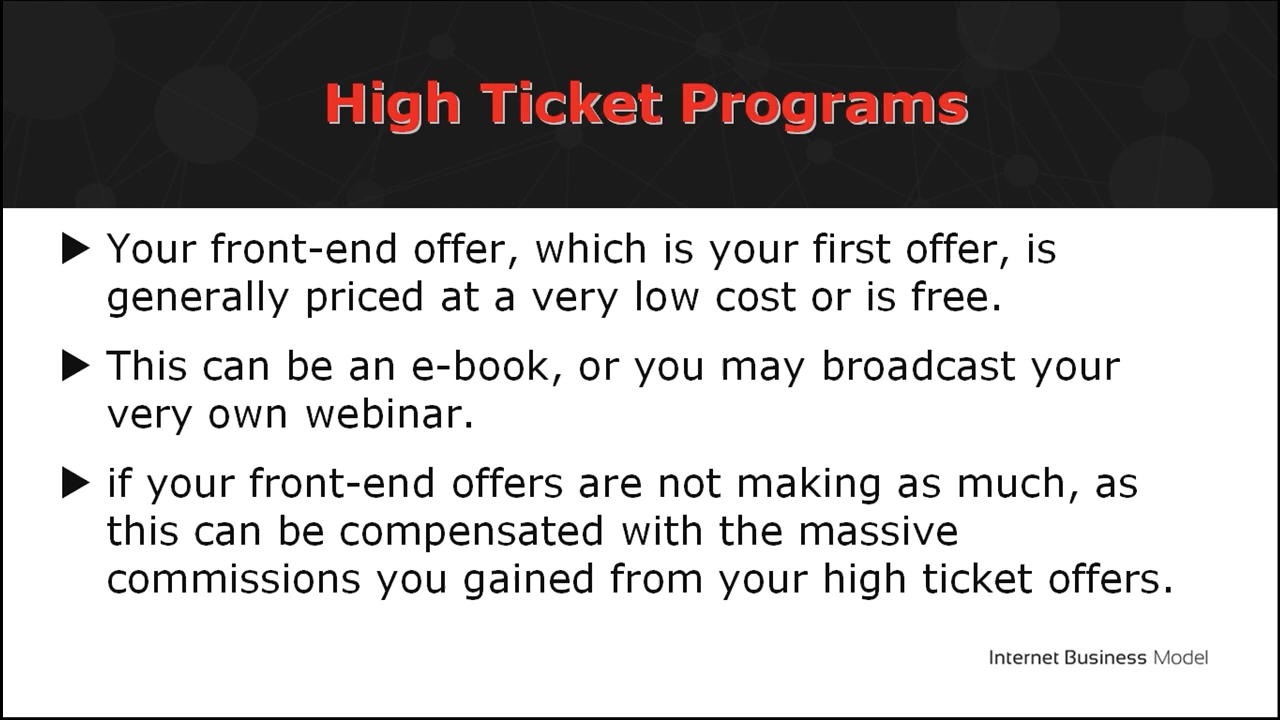 High Ticket Programs
Your front-end offer, which is your first offer, is
generally priced at a very low cost or is free.
This can be an e-book, or you may broadcast your
very own webinar.
if your front-end offers are not making as much, as
this can be compensated with the massive
commissions you gained from your high ticket offers.
Internet Business Model